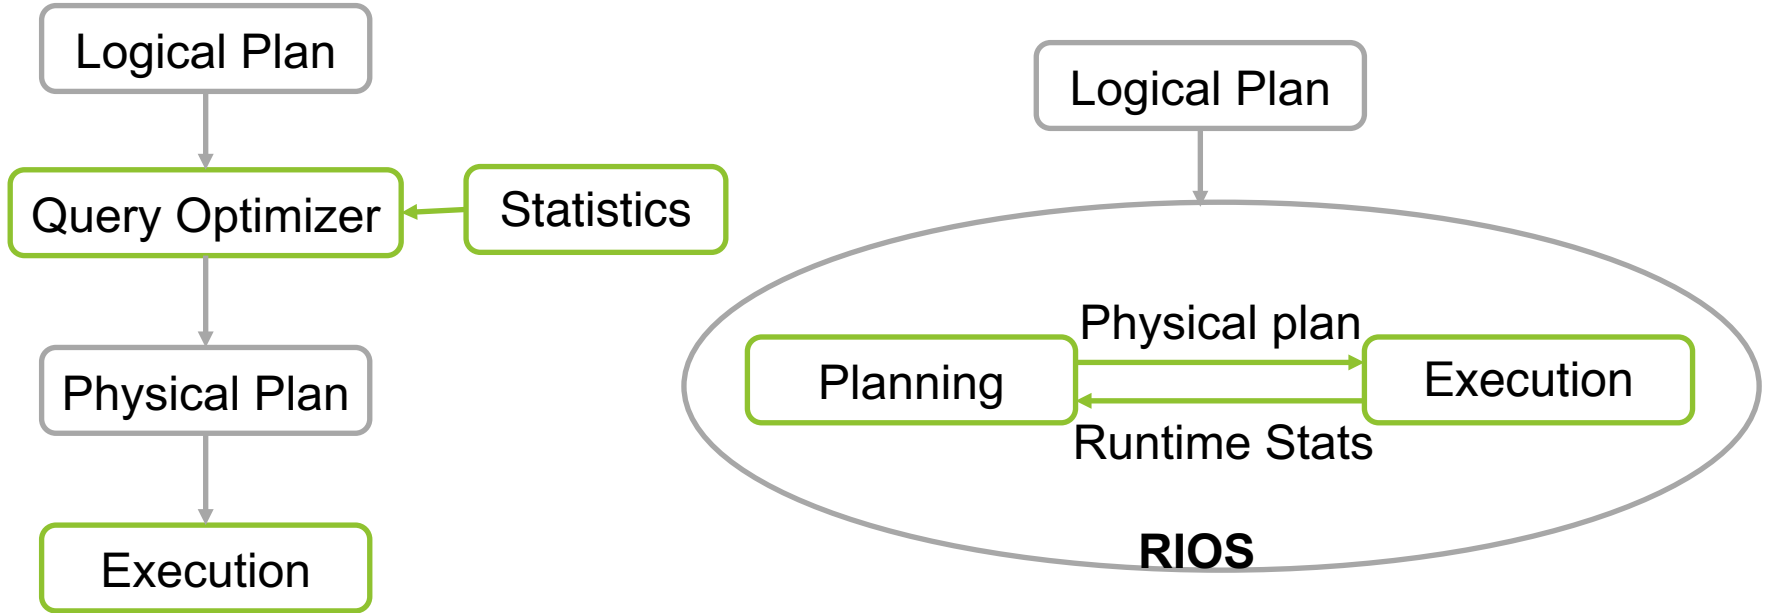 Logical Plan
Query Optimizer
Statistics
Physical Plan
Execution
Logical Plan
Physical plan
Planning
Execution
Runtime Stats
RIOS